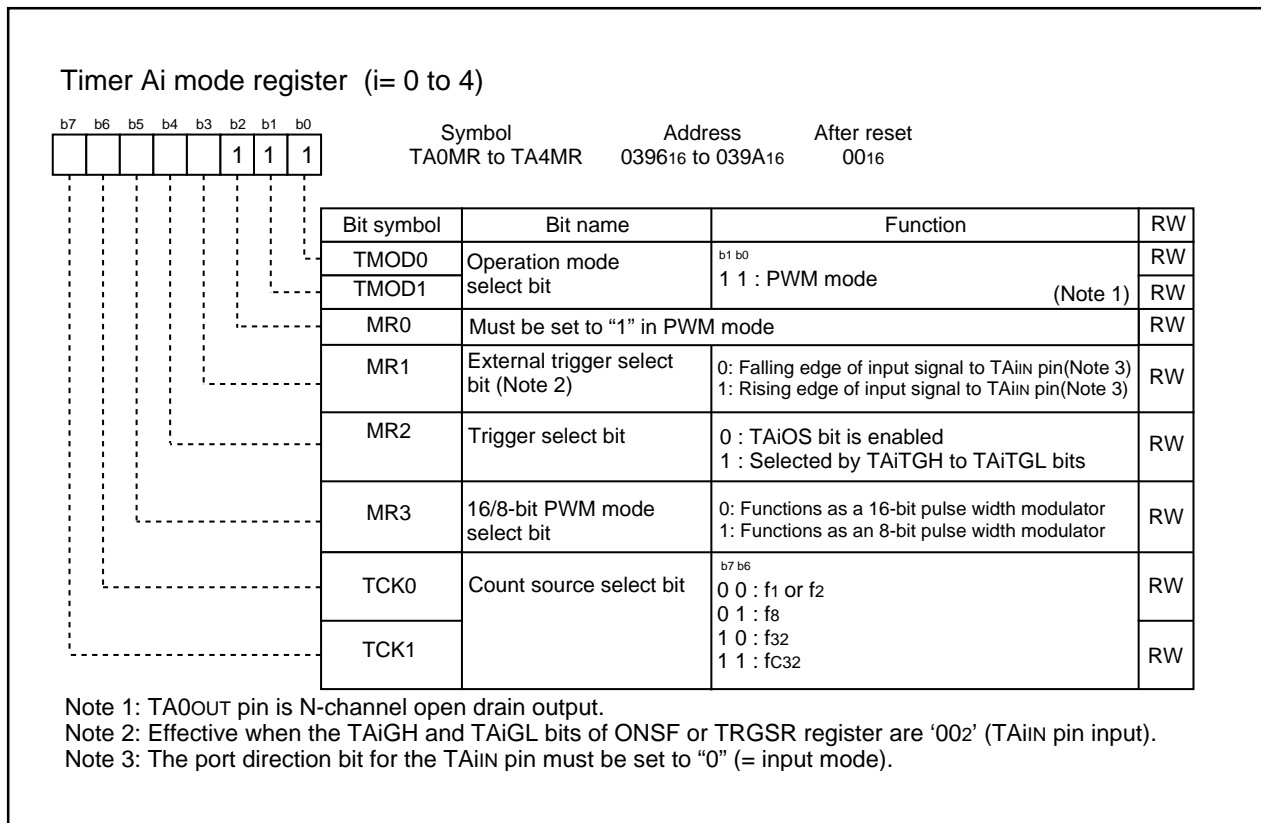 Timer Ai mode register (i= 0 to 4)
b7 b6 b5 b4 b3 b2 b1 b0
1 1 1
Symbol Address After reset
TA0MR to TA4MR 039616 to 039A16 0016
Bit symbol Bit name Function RW
TMOD0 Operation mode select bit b1 b0 RW
1 1 : PWM mode
TMOD1 (Note 1) RW
MR0 Must be set to “1” in PWM mode RW
MR1 External trigger select bit (Note 2) 0: Falling edge of input signal to TAiIN pin(Note 3) RW
1: Rising edge of input signal to TAiIN pin(Note 3)
MR2 Trigger select bit 0 : TAiOS bit is enabled RW
1 : Selected by TAiTGH to TAiTGL bits
MR3 16/8-bit PWM mode select bit 0: Functions as a 16-bit pulse width modulator RW
1: Functions as an 8-bit pulse width modulator
TCK0 Count source select bit b7 b6 RW
0 0 : f1 or f2
0 1 : f8
TCK1 1 0 : f32 RW
1 1 : fC32
Note 1: TA0OUT pin is N-channel open drain output.
Note 2: Effective when the TAiGH and TAiGL bits of ONSF or TRGSR register are ‘002’ (TAiIN pin input).
Note 3: The port direction bit for the TAiIN pin must be set to “0” (= input mode).